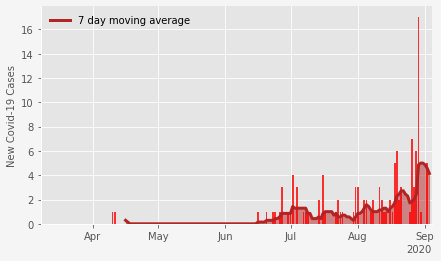 7 day moving average
New Covid-19 Cases
16
14
12
10
8
6
4
2
0
Apr
May
Jun
Jul
Aug
Sep
2020